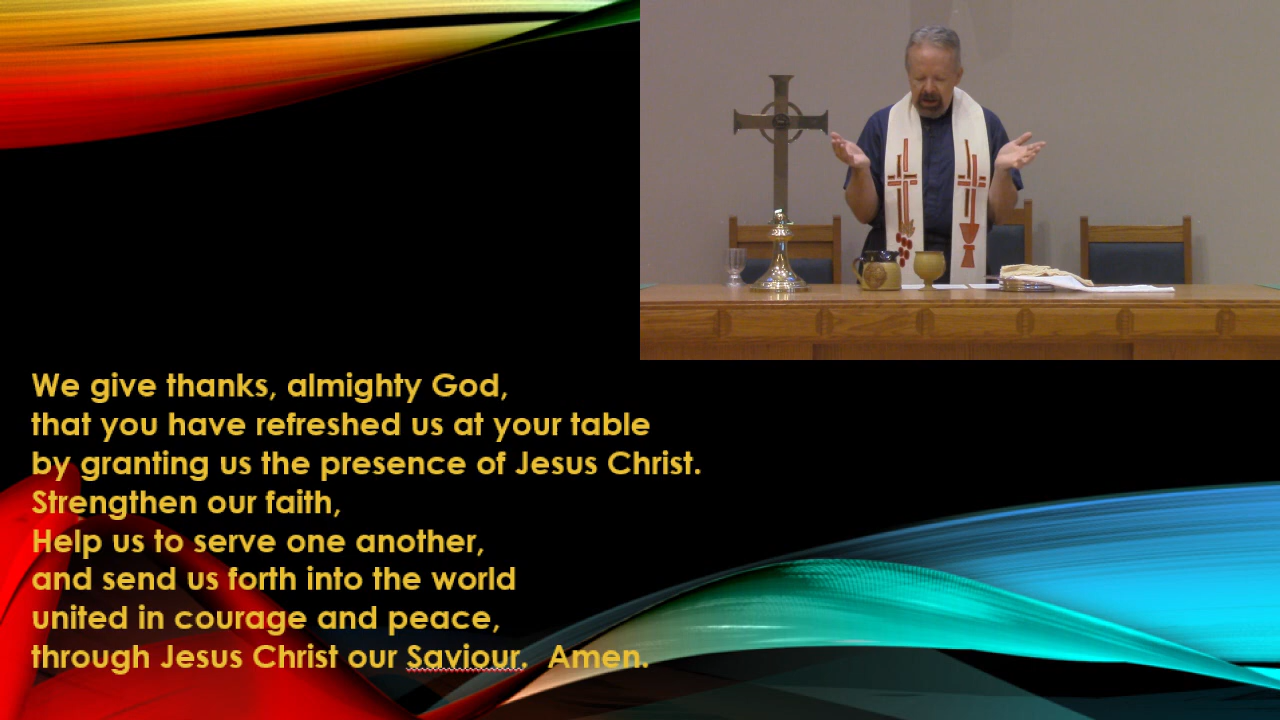 We give thanks, almighty God,
that you have refreshed us at your table
by granting us the presence of Jesus Christ.
Strengthen our faith,
Help us to serve one another,
and send us forth into the world
united in courage and peace,
through Jesus Christ our Saviour.  Amen.